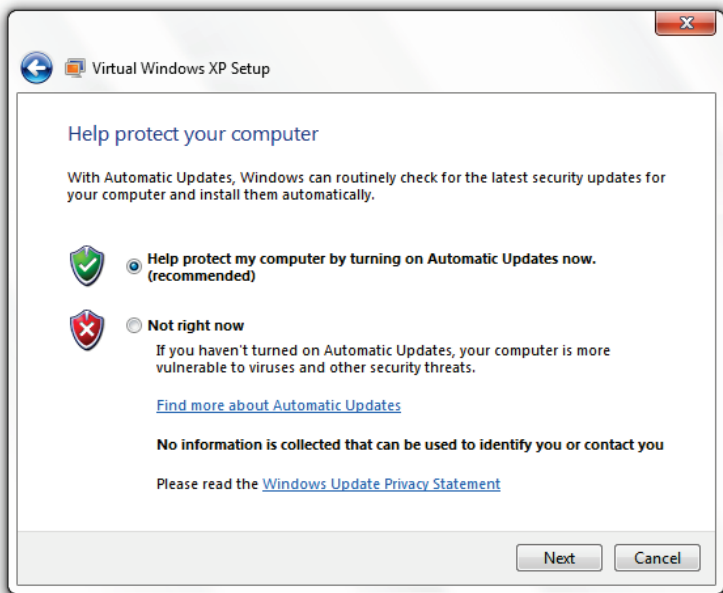 Virtual Windows XP Setup
Help protect your computer
With Automatic Updates, Windows can routinely check for the latest security updates for
your computer and install them automatically.
Help protect my computer by turning on Automatic Updates now.
(recommended)
Not right now
If you haven't turned on Automatic Updates, your computer is more
vulnerable to viruses and other security threats.
Find more about Automatic Updates
No information is collected that can be used to identify you or contact you
Please read the Windows Update Privacy Statement
Next Cancel